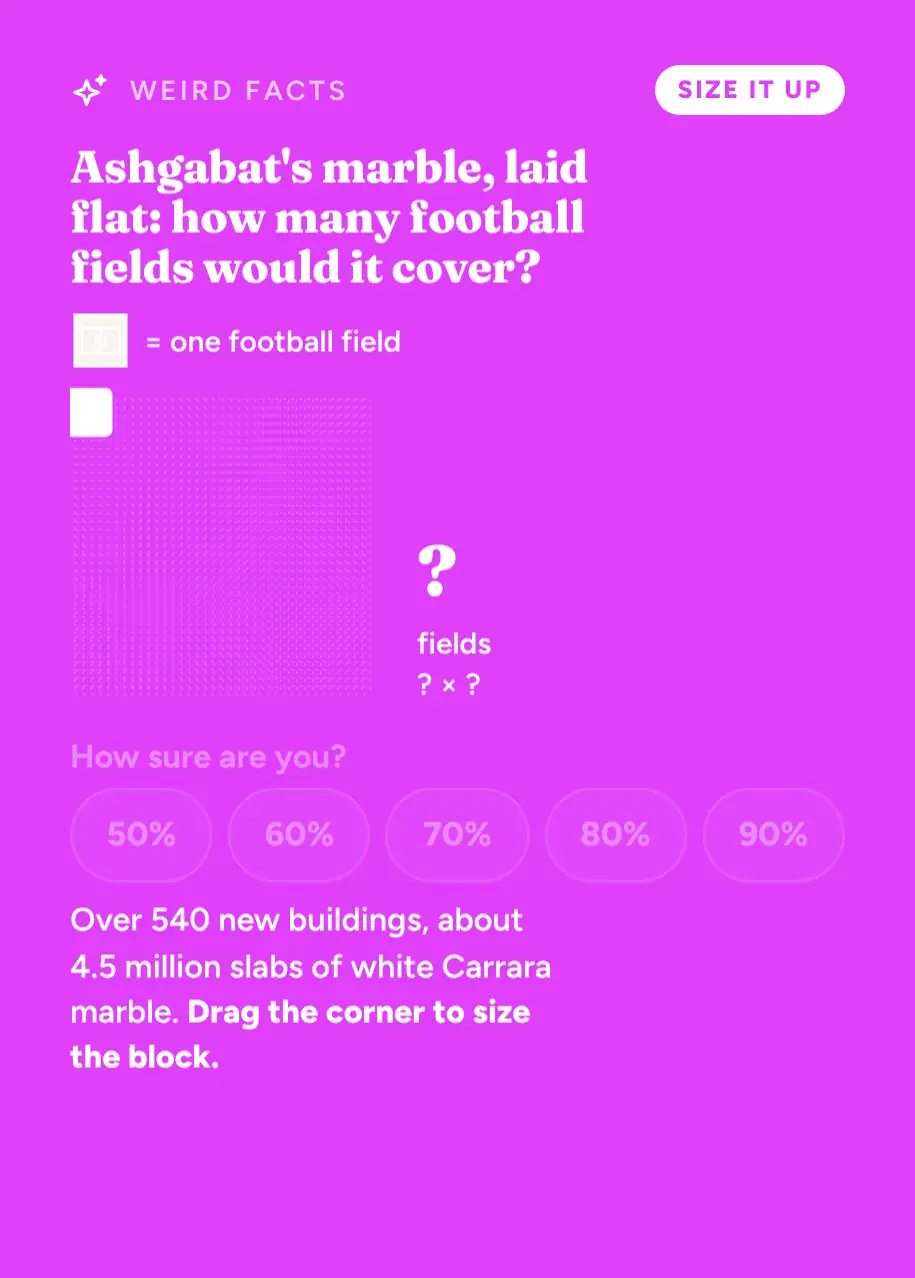 WEIRD FACTS
SIZE IT UP
Ashgabat's marble, laid
flat: how many football
fields would it cover?
= one football field
?
fields
? × ?
How sure are you?
50% 60% 70% 80% 90%
Over 540 new buildings, about
4.5 million slabs of white Carrara
marble. Drag the corner to size
the block.